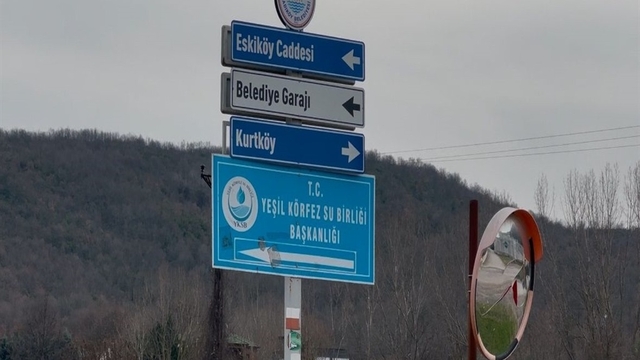 Eskiköy Caddesi
Belediye Garajı
Kurtköy
T.C.
YEŞİL KÖRFEZ SU BİRLİĞİ
BAŞKANLIĞI
YKSB